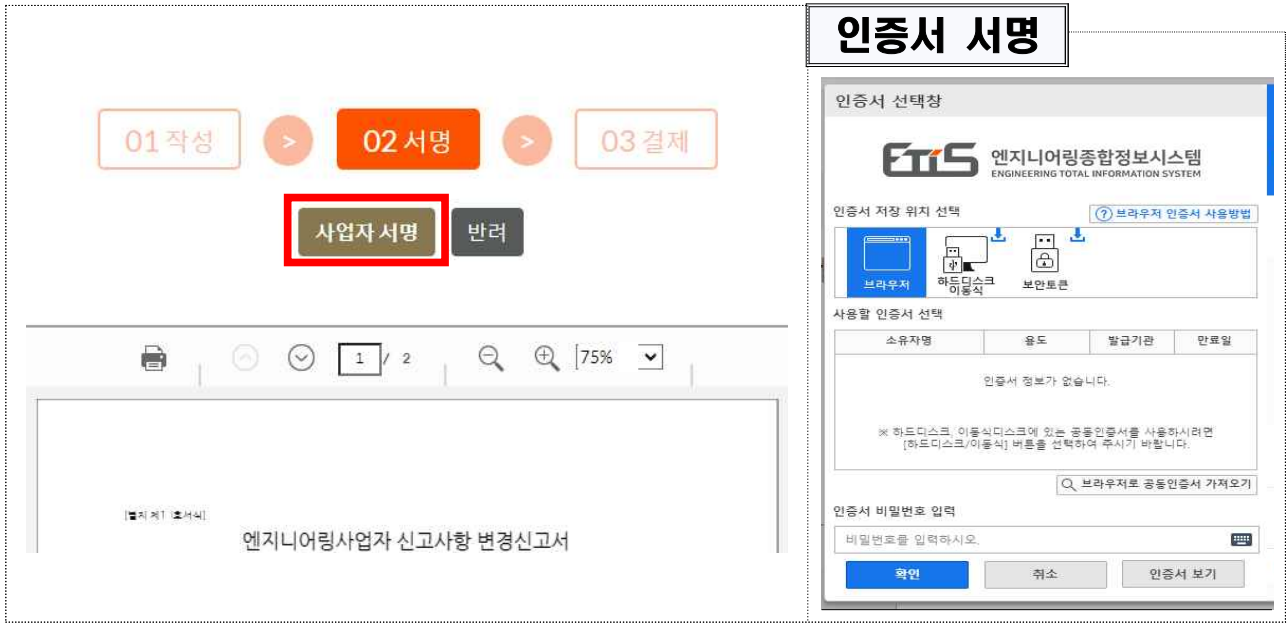 01 작성
>
02 서명
>
03 결제
사업자 서명
반려
1 / 2
75%
엔지니어링사업자 신고사항 변경신고서
인증서 서명
인증서 선택창
ETIS 엔지니어링종합정보시스템
ENGINEERING TOTAL INFORMATION SYSTEM
인증서 저장 위치 선택
? 브라우저 인증서 사용방법
브라우저
하드디스크
이동식
보안토큰
사용할 인증서 선택
소유자명 용도 발급기관 만료일
인증서 정보가 없습니다.
※ 하드디스크, 이동식디스크에 있는 공동인증서를 사용하시려면
[하드디스크/이동식] 버튼을 선택하여 주시기 바랍니다.
브라우저로 공동인증서 가져오기
인증서 비밀번호 입력
비밀번호를 입력하시오.
확인 취소 인증서 보기